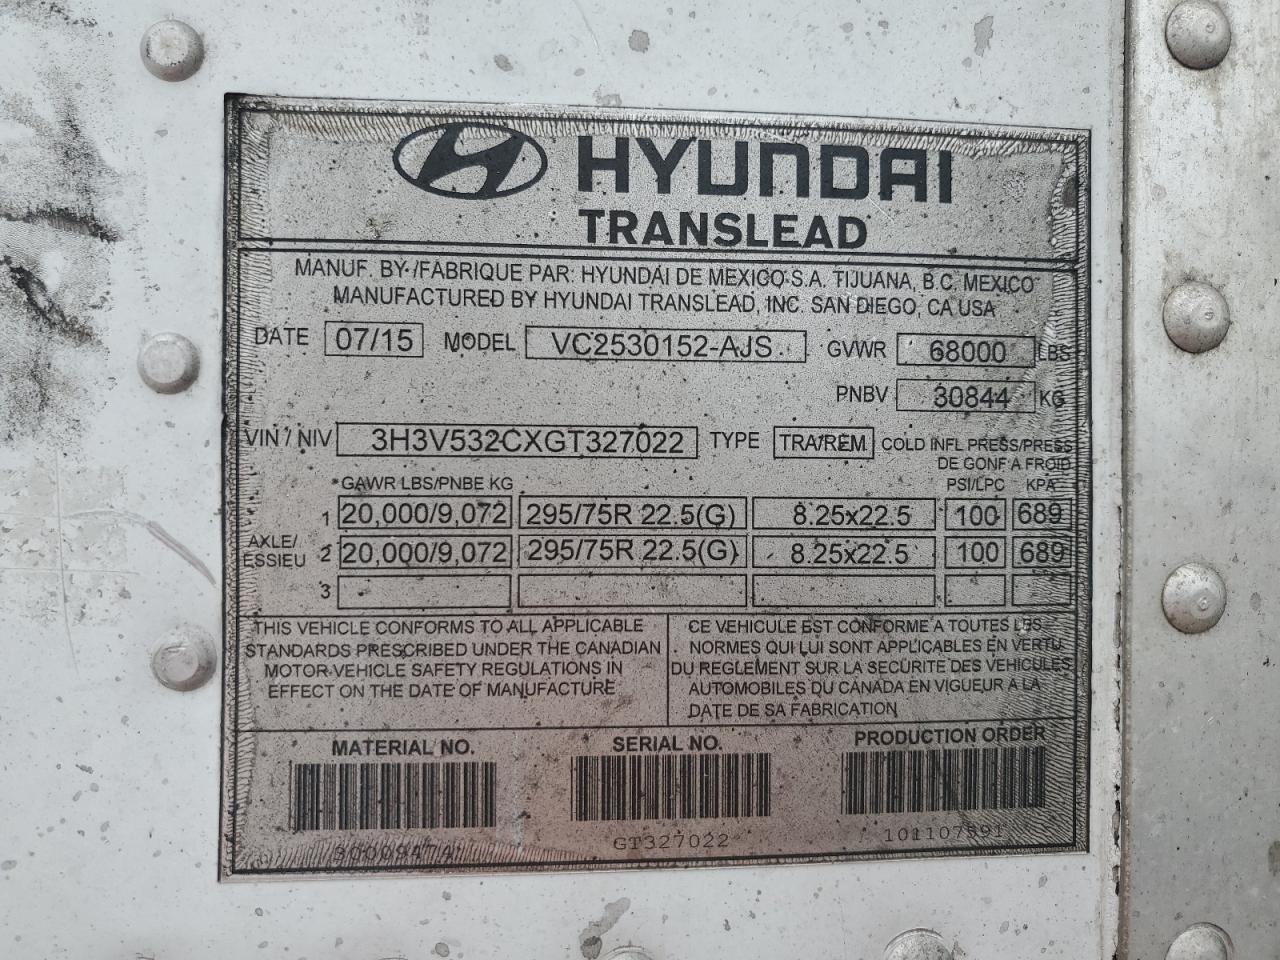 HYUNDAI
TRANSLEAD
MANUF. BY /FABRIQUE PAR: HYUNDAI DE MEXICO S.A. TIJUANA, B.C. MEXICO
MANUFACTURED BY HYUNDAI TRANSLEAD, INC. SAN DIEGO, CA USA
DATE 07/15 MODEL VC2530152-AJS GVWR 68000 LBS
PNBV 30844 KG
VIN / NIV 3H3V532CXGT327022 TYPE TRA/REM COLD INFL PRESS/PRESS
DE GONF A FROID
GAWR LBS/PNBE KG PSI/LPC KPA
1 20,000/9,072 295/75R 22.5(G) 8.25x22.5 100 689
AXLE/
ESSIEU 2 20,000/9,072 295/75R 22.5(G) 8.25x22.5 100 689
3
THIS VEHICLE CONFORMS TO ALL APPLICABLE
STANDARDS PRESCRIBED UNDER THE CANADIAN
MOTOR-VEHICLE SAFETY REGULATIONS IN
EFFECT ON THE DATE OF MANUFACTURE
CE VEHICULE EST CONFORME A TOUTES LES
NORMES QUI LUI SONT APPLICABLES EN VERTU
DU REGLEMENT SUR LA SECURITE DES VEHICULES
AUTOMOBILES DU CANADA EN VIGUEUR A LA
DATE DE SA FABRICATION
MATERIAL NO. SERIAL NO. PRODUCTION ORDER
30009474 GT327022 101107591